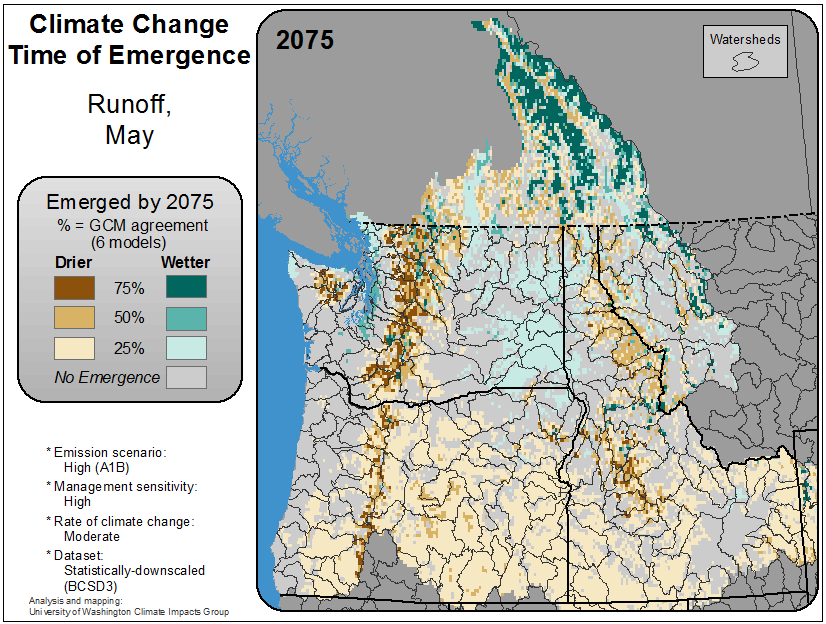 Climate Change
Time of Emergence
Runoff,
May
Emerged by 2075
% = GCM agreement
(6 models)
Drier Wetter
75%
50%
25%
No Emergence
* Emission scenario:
High (A1B)
* Management sensitivity:
High
* Rate of climate change:
Moderate
* Dataset:
Statistically-downscaled
(BCSD3)
Analysis and mapping:
University of Washington Climate Impacts Group
2075
Watersheds